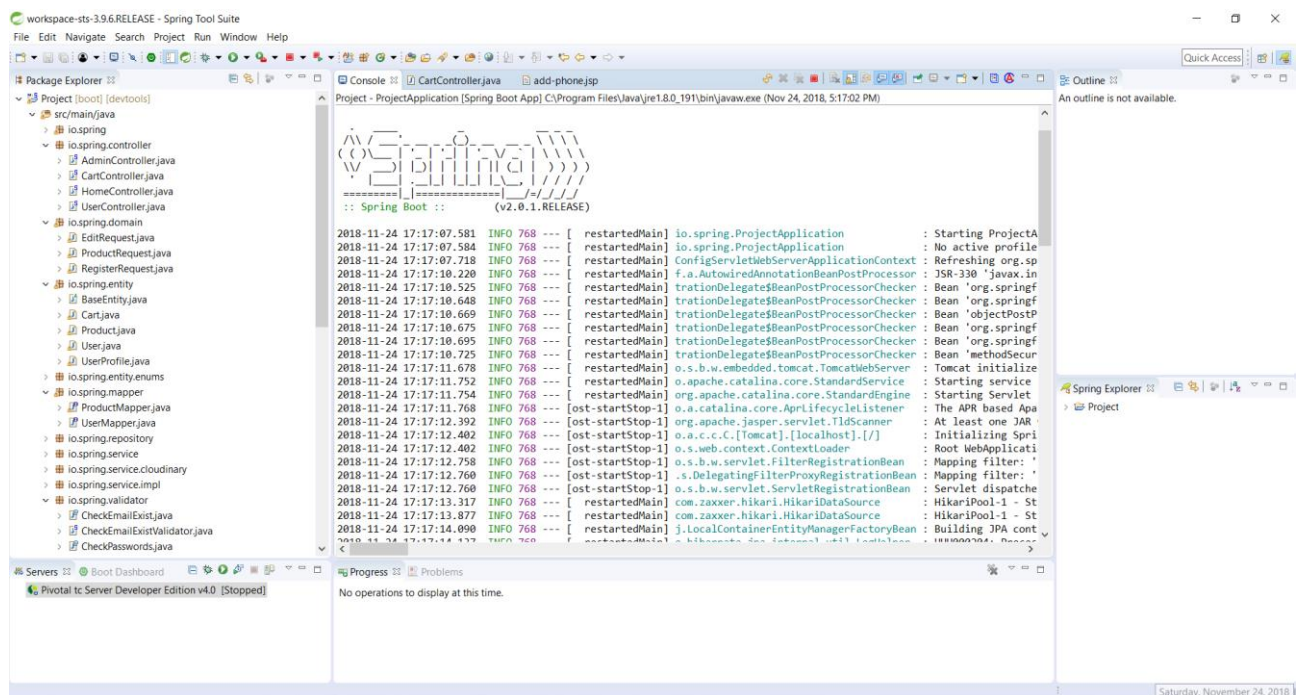 workspace-sts-3.9.6.RELEASE - Spring Tool Suite
File Edit Navigate Search Project Run Window Help
Quick Access
Package Explorer
Project [boot] [devtools]
src/main/java
io.spring
io.spring.controller
AdminController.java
CartController.java
HomeController.java
UserController.java
io.spring.domain
EditRequest.java
ProductRequest.java
RegisterRequest.java
io.spring.entity
BaseEntity.java
Cart.java
Product.java
User.java
UserProfile.java
io.spring.entity.enums
io.spring.mapper
ProductMapper.java
UserMapper.java
io.spring.repository
io.spring.service
io.spring.service.cloudinary
io.spring.service.impl
io.spring.validator
CheckEmailExist.java
CheckEmailExistValidator.java
CheckPasswords.java
Console CartController.java add-phone.jsp
Project - ProjectApplication [Spring Boot App] C:\Program Files\Java\jre1.8.0_191\bin\javaw.exe (Nov 24, 2018, 5:17:02 PM)
Spring
:: Spring Boot :: (v2.0.1.RELEASE)
2018-11-24 17:17:07.581 INFO 768 --- [ restartedMain] io.spring.ProjectApplication : Starting ProjectA
2018-11-24 17:17:07.584 INFO 768 --- [ restartedMain] io.spring.ProjectApplication : No active profile
2018-11-24 17:17:07.718 INFO 768 --- [ restartedMain] ConfigServletWebServerApplicationContext : Refreshing org.sp
2018-11-24 17:17:10.220 INFO 768 --- [ restartedMain] f.a.AutowiredAnnotationBeanPostProcessor : JSR-330 'javax.in
2018-11-24 17:17:10.525 INFO 768 --- [ restartedMain] trationDelegate$BeanPostProcessorChecker : Bean 'org.springf
2018-11-24 17:17:10.648 INFO 768 --- [ restartedMain] trationDelegate$BeanPostProcessorChecker : Bean 'org.springf
2018-11-24 17:17:10.669 INFO 768 --- [ restartedMain] trationDelegate$BeanPostProcessorChecker : Bean 'objectPostP
2018-11-24 17:17:10.675 INFO 768 --- [ restartedMain] trationDelegate$BeanPostProcessorChecker : Bean 'org.springf
2018-11-24 17:17:10.695 INFO 768 --- [ restartedMain] trationDelegate$BeanPostProcessorChecker : Bean 'org.springf
2018-11-24 17:17:10.725 INFO 768 --- [ restartedMain] trationDelegate$BeanPostProcessorChecker : Bean 'methodSecur
2018-11-24 17:17:11.678 INFO 768 --- [ restartedMain] o.s.b.w.embedded.tomcat.TomcatWebServer : Tomcat initialize
2018-11-24 17:17:11.752 INFO 768 --- [ restartedMain] o.apache.catalina.core.StandardService : Starting service
2018-11-24 17:17:11.754 INFO 768 --- [ restartedMain] org.apache.catalina.core.StandardEngine : Starting Servlet
2018-11-24 17:17:11.768 INFO 768 --- [ost-startStop-1] o.a.catalina.core.AprLifecycleListener : The APR based Apa
2018-11-24 17:17:12.392 INFO 768 --- [ost-startStop-1] org.apache.jasper.servlet.TldScanner : At least one JAR
2018-11-24 17:17:12.402 INFO 768 --- [ost-startStop-1] o.a.c.c.C.[Tomcat].[localhost].[/] : Initializing Spri
2018-11-24 17:17:12.402 INFO 768 --- [ost-startStop-1] o.s.web.context.ContextLoader : Root WebApplicati
2018-11-24 17:17:12.758 INFO 768 --- [ost-startStop-1] o.s.b.w.servlet.FilterRegistrationBean : Mapping filter: '
2018-11-24 17:17:12.760 INFO 768 --- [ost-startStop-1] .s.DelegatingFilterProxyRegistrationBean : Mapping filter: '
2018-11-24 17:17:12.760 INFO 768 --- [ost-startStop-1] o.s.b.w.servlet.ServletRegistrationBean : Servlet dispatche
2018-11-24 17:17:13.317 INFO 768 --- [ restartedMain] com.zaxxer.hikari.HikariDataSource : HikariPool-1 - St
2018-11-24 17:17:13.877 INFO 768 --- [ restartedMain] com.zaxxer.hikari.HikariDataSource : HikariPool-1 - St
2018-11-24 17:17:14.090 INFO 768 --- [ restartedMain] j.LocalContainerEntityManagerFactoryBean : Building JPA cont
Outline
An outline is not available.
Spring Explorer
Project
Servers Boot Dashboard
Pivotal tc Server Developer Edition v4.0 [Stopped]
Progress Problems
No operations to display at this time.
Saturday, November 24, 2018